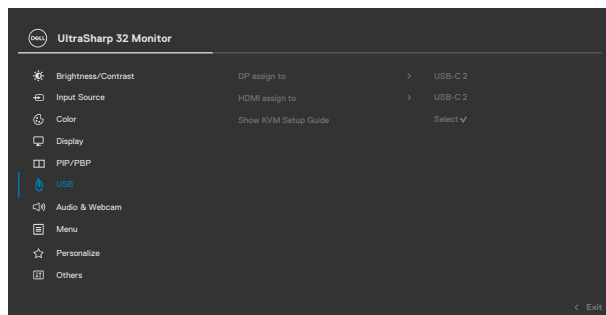 DELL UltraSharp 32 Monitor
Brightness/Contrast DP assign to > USB-C 2
Input Source HDMI assign to > USB-C 2
Color Show KVM Setup Guide Select
Display
PIP/PBP
USB
Audio & Webcam
Menu
Personalize
Others
< Exit